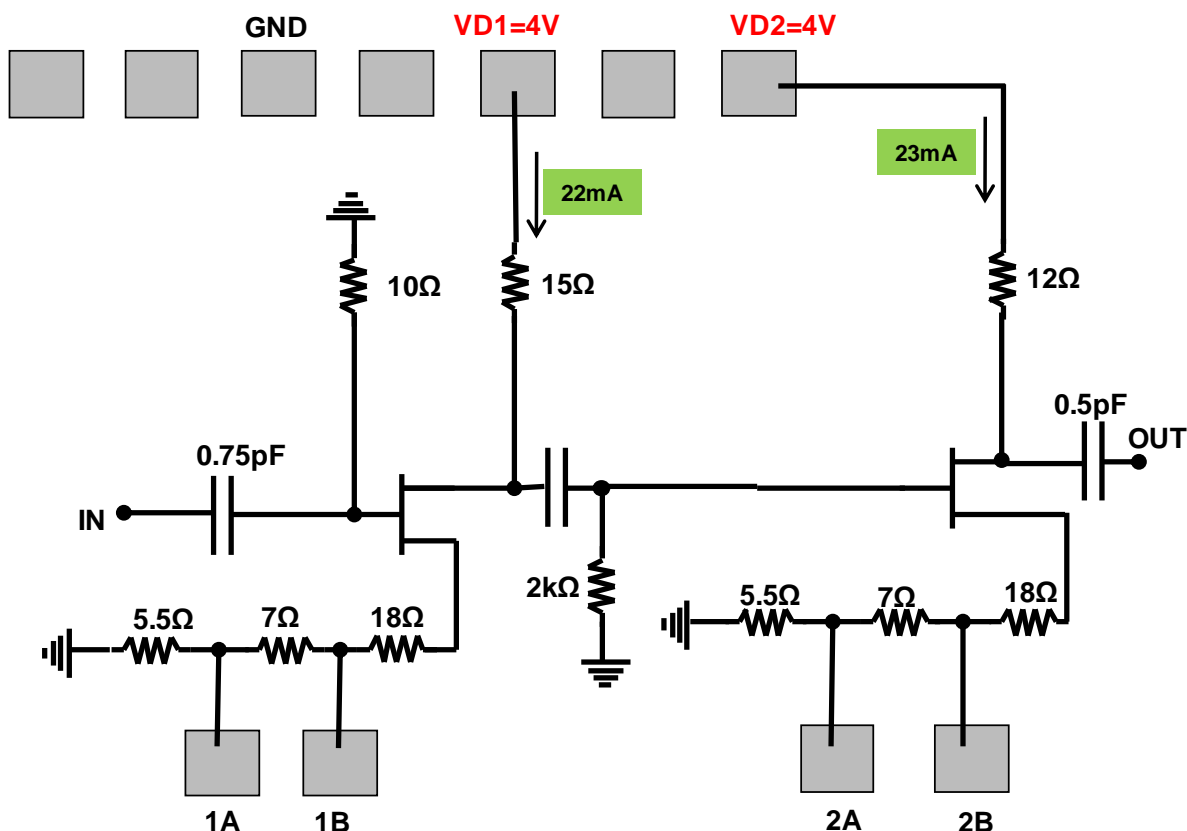 GND
VD1=4V
VD2=4V
22mA
23mA
10Ω
15Ω
12Ω
0.75pF
0.5pF
IN
OUT
2kΩ
5.5Ω
7Ω
18Ω
5.5Ω
7Ω
18Ω
1A
1B
2A
2B